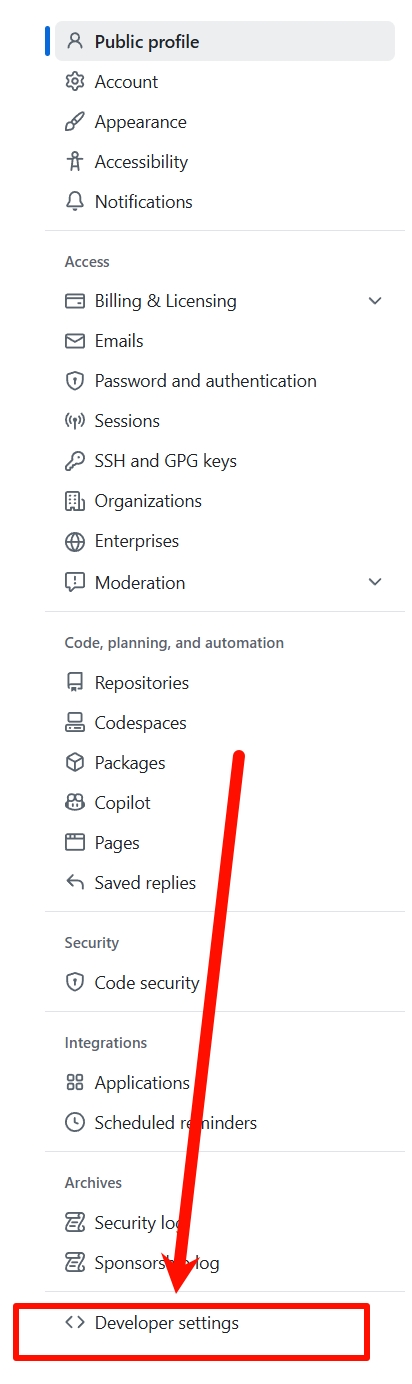 Public profile
Account
Appearance
Accessibility
Notifications
Access
Billing & Licensing
Emails
Password and authentication
Sessions
SSH and GPG keys
Organizations
Enterprises
Moderation
Code, planning, and automation
Repositories
Codespaces
Packages
Copilot
Pages
Saved replies
Security
Code security
Integrations
Applications
Scheduled reminders
Archives
Security log
Sponsorship log
Developer settings